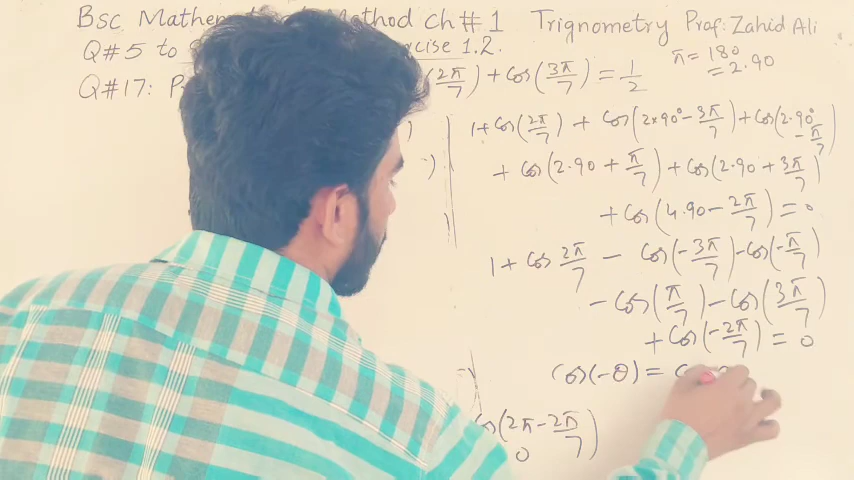 Bsc Mathe Method Ch # 1 Trignometry Prof: Zahid Ali
Q#5 to ercise 1.2.
π = 180
= 2.90
Q#17: P (2π/7) + Cos(3π/7) = 1/2
1 + Cos(2π/7) + Cos(2×90° - 3π/7) + Cos(2·90° - π/7)
+ Cos(2·90 + π/7) + Cos(2·90 + 3π/7)
+ Cos(4·90 - 2π/7) = 0
1 + Cos 2π/7 - Cos(-3π/7) - Cos(-π/7)
- Cos(π/7) - Cos(3π/7)
+ Cos(-2π/7) = 0
Cos(-θ) =
Cos(2π - 2π/7)
0